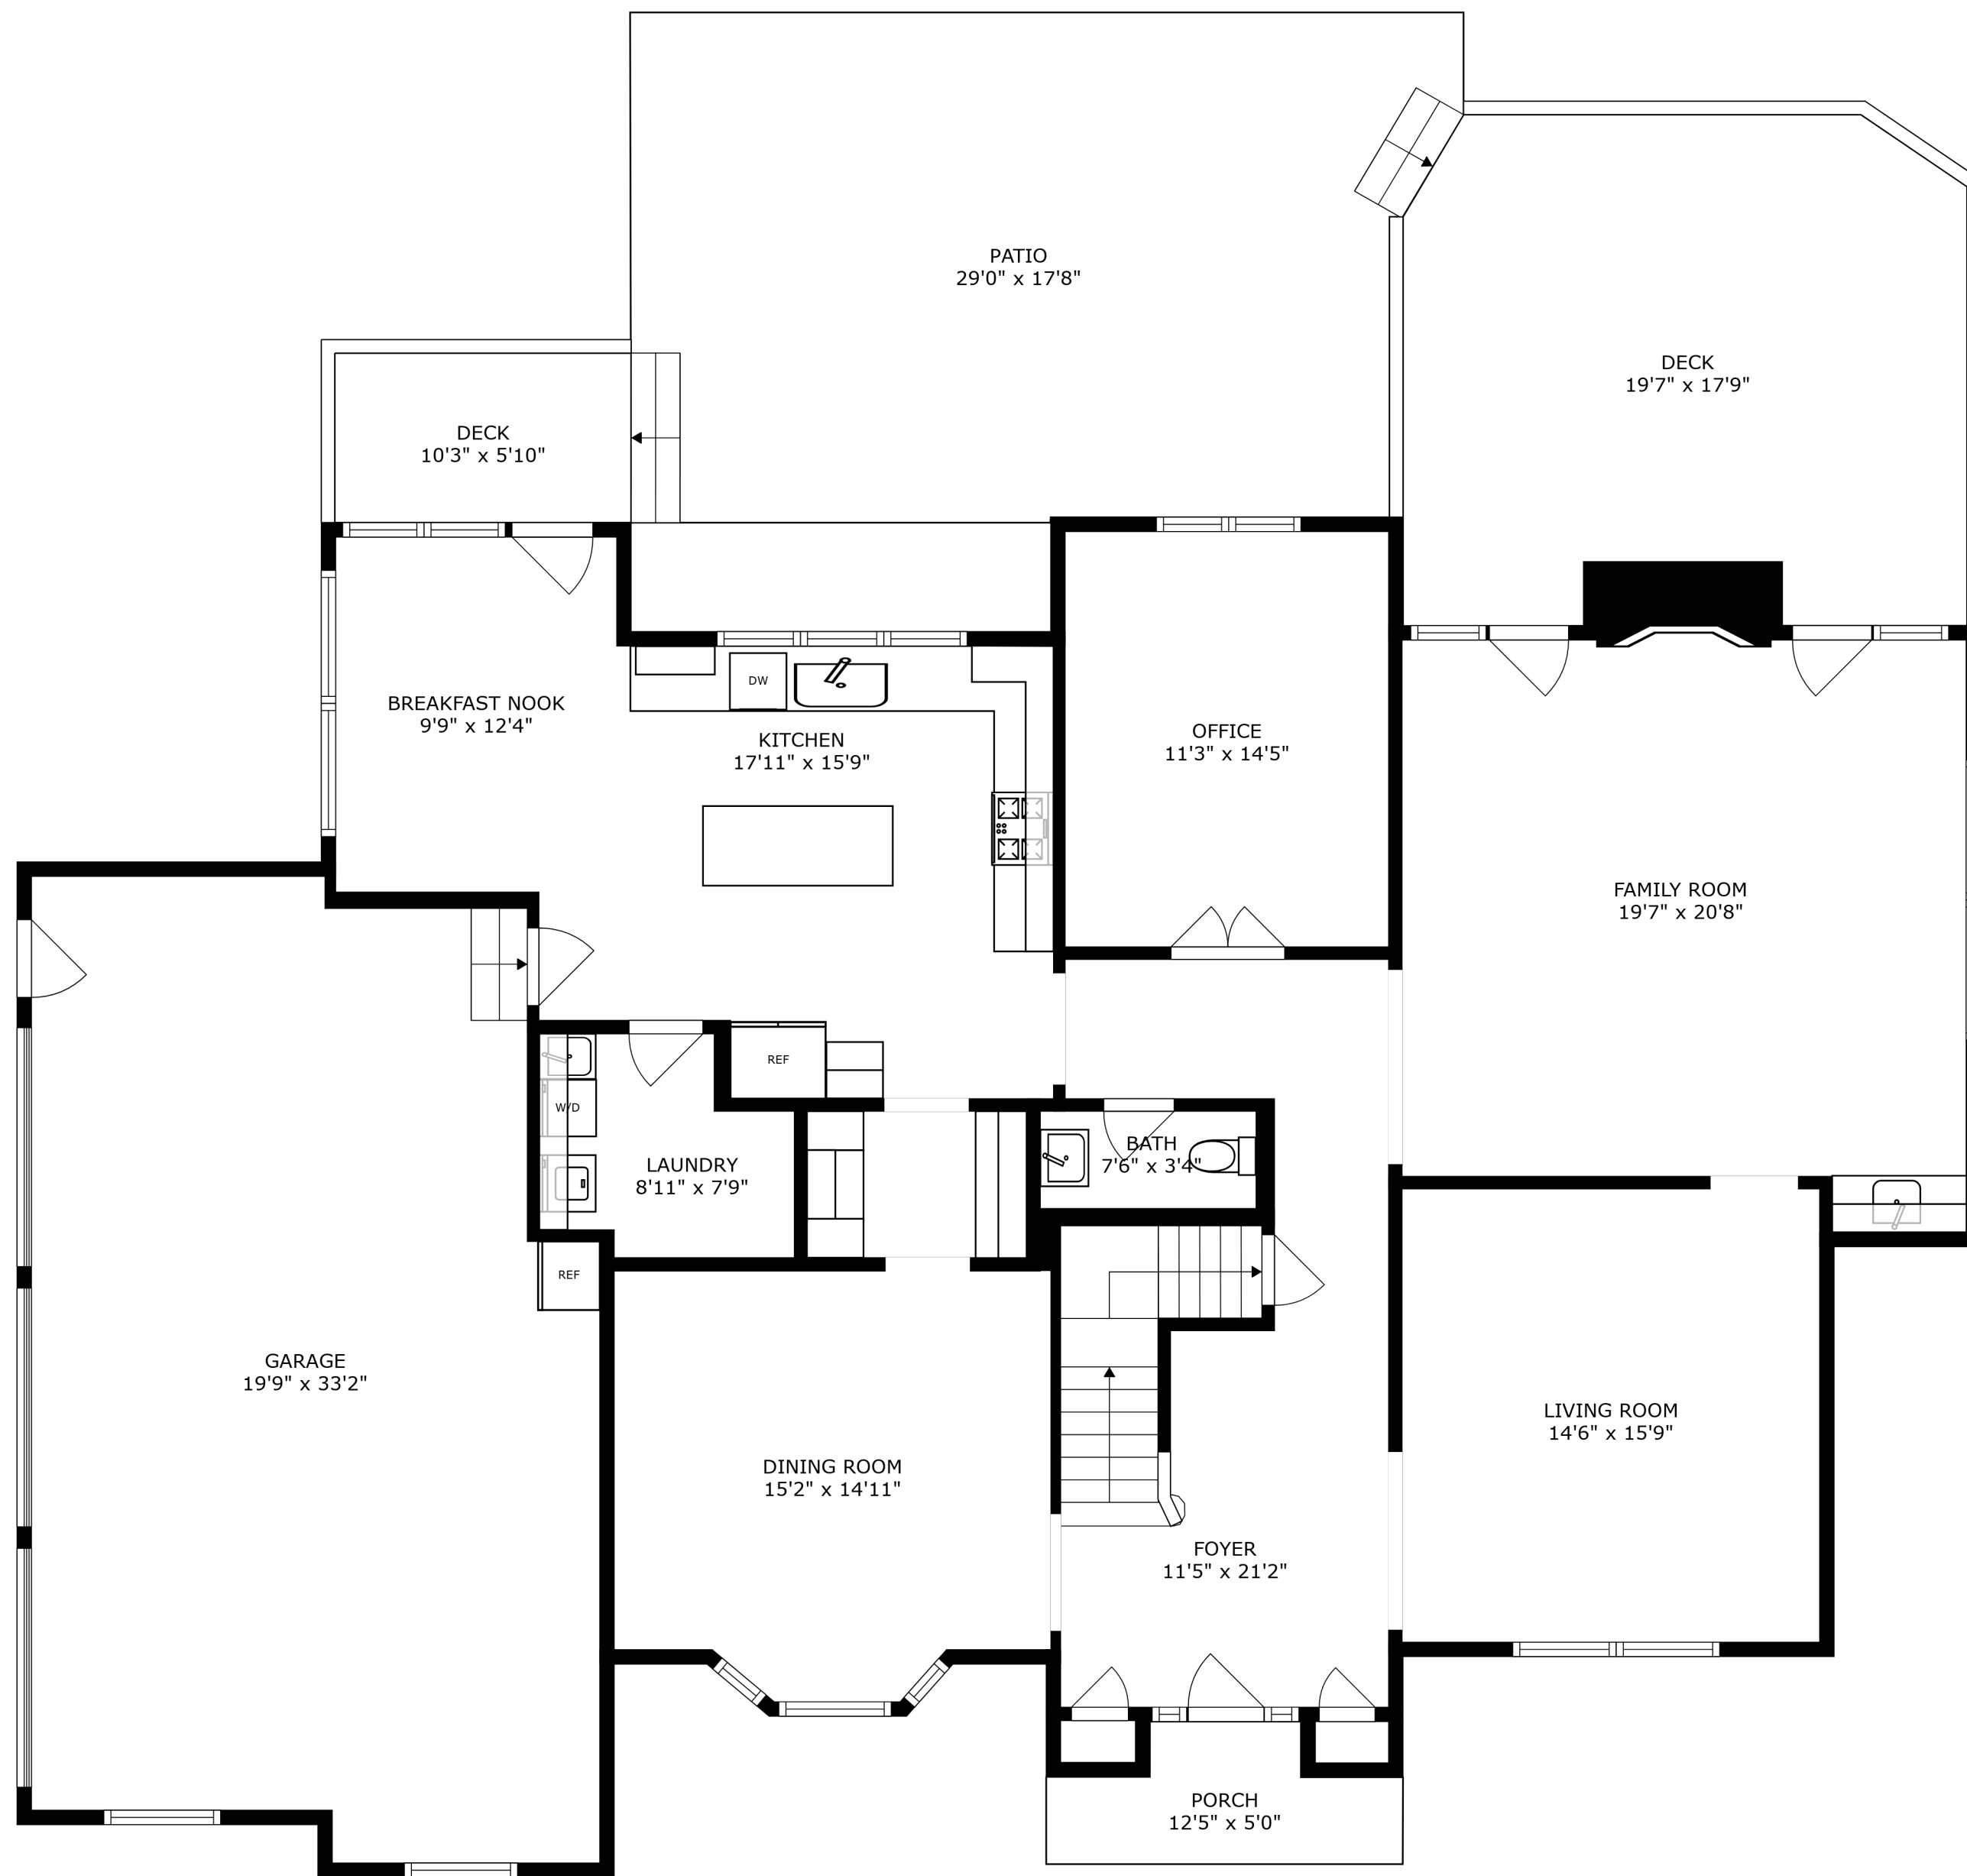 PATIO
29'0" x 17'8"
DECK
19'7" x 17'9"
DECK
10'3" x 5'10"
BREAKFAST NOOK
9'9" x 12'4"
DW
KITCHEN
17'11" x 15'9"
OFFICE
11'3" x 14'5"
FAMILY ROOM
19'7" x 20'8"
REF
W/D
LAUNDRY
8'11" x 7'9"
BATH
7'6" x 3'4"
REF
GARAGE
19'9" x 33'2"
DINING ROOM
15'2" x 14'11"
LIVING ROOM
14'6" x 15'9"
FOYER
11'5" x 21'2"
PORCH
12'5" x 5'0"